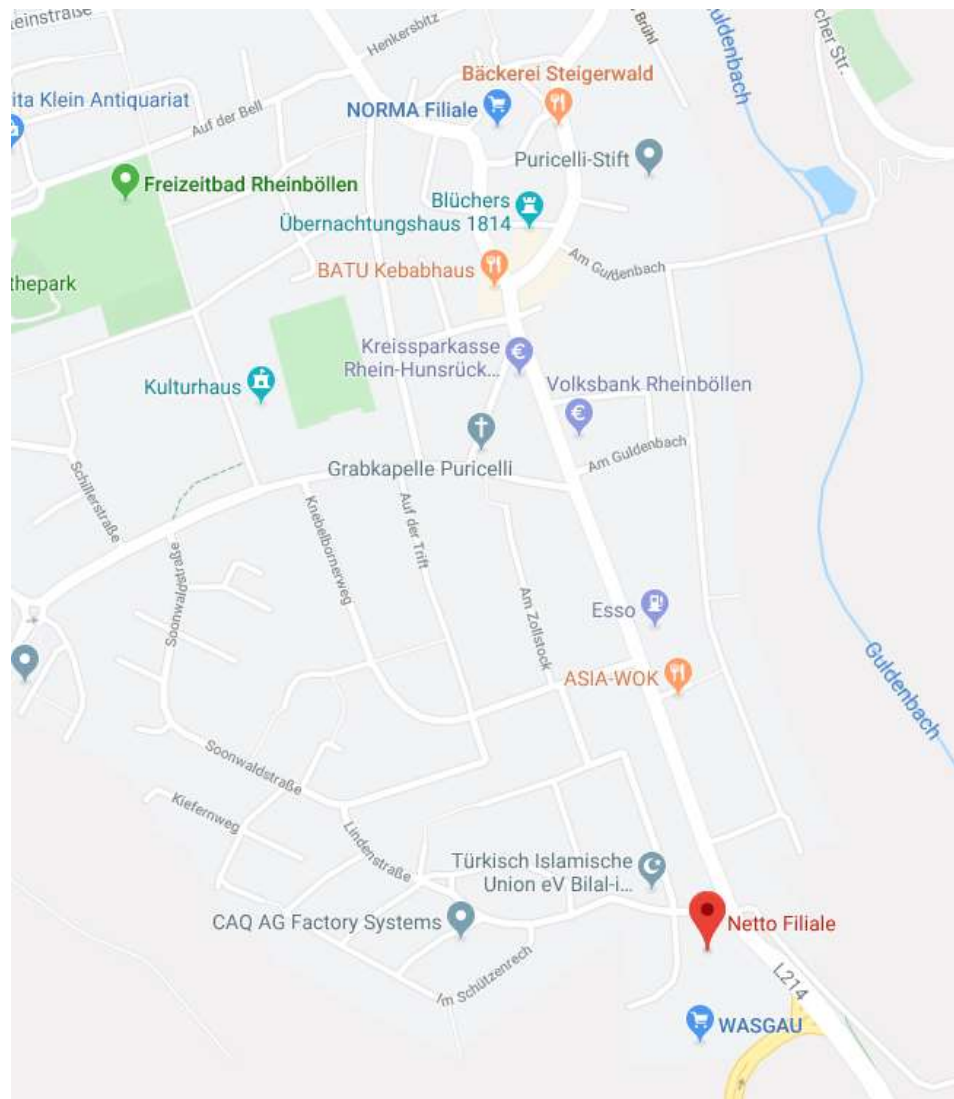 einstraße
Henkersbitz
Brühl
Guldenbach
cher Str.
Bäckerei Steigerwald
ita Klein Antiquariat
NORMA Filiale
Auf der Bell
Puricelli-Stift
Freizeitbad Rheinböllen
Blüchers
Übernachtungshaus 1814
Am Guldenbach
BATU Kebabhaus
thepark
Kreissparkasse
Rhein-Hunsrück...
Kulturhaus
Volksbank Rheinböllen
Am Guldenbach
Grabkapelle Puricelli
Schillerstraße
Knebelbornerweg
Auf der Trift
Soonwaldstraße
Am Zollstock
Esso
ASIA-WOK
Guldenbach
Soonwaldstraße
Kiefernweg
Lindenstraße
Türkisch Islamische
Union eV Bilal-i...
CAQ AG Factory Systems
Netto Filiale
Im Schützenrech
L214
WASGAU